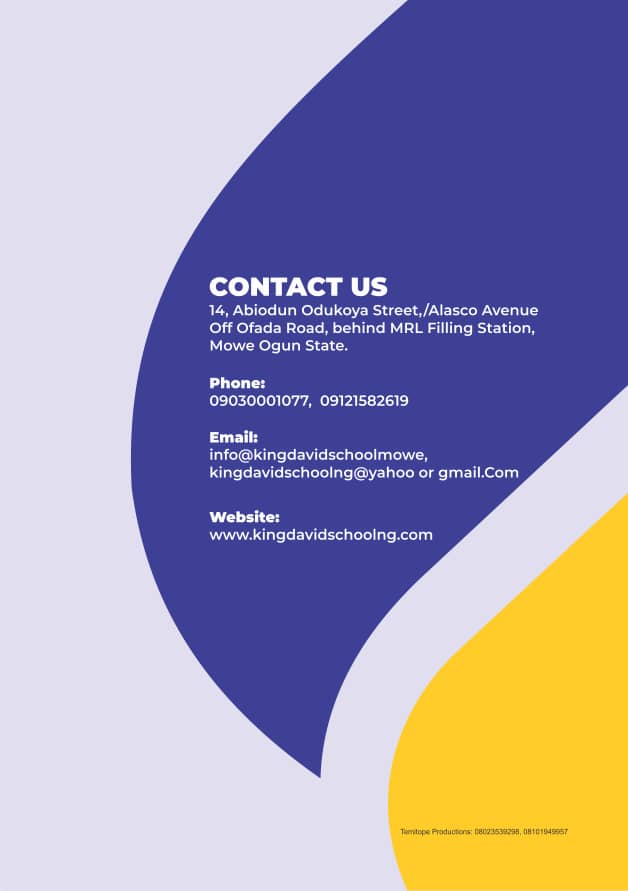 CONTACT US
14, Abiodun Odukoya Street,/Alasco Avenue
Off Ofada Road, behind MRL Filling Station,
Mowe Ogun State.
Phone:
09030001077, 09121582619
Email:
info@kingdavidschoolmowe,
kingdavidschoolng@yahoo or gmail.Com
Website:
www.kingdavidschoolng.com
Temitope Productions: 08023539298, 08101949957